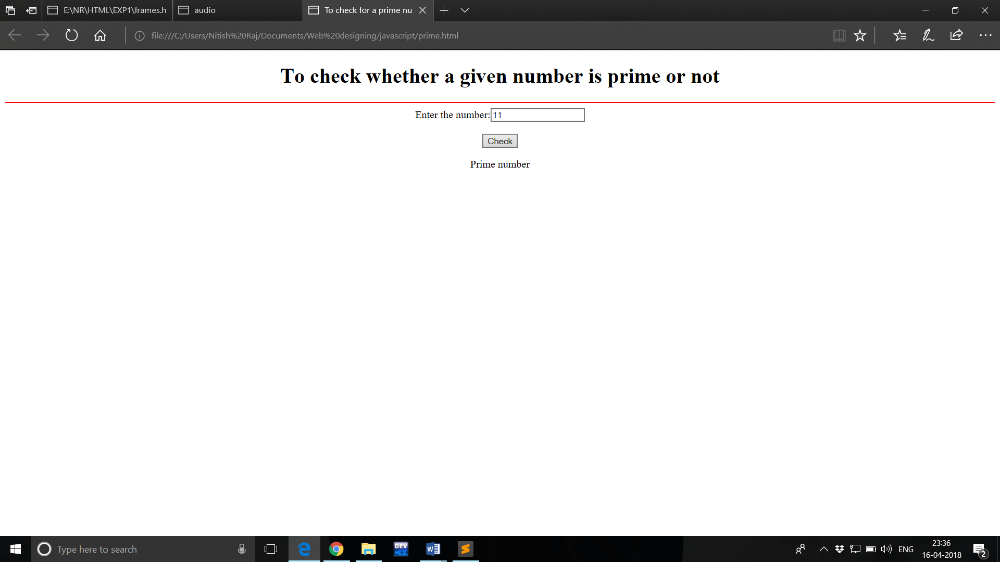 E:\NR\HTML\EXP1\frames.h
audio
To check for a prime nu
file:///C:/Users/Nitish%20Raj/Documents/Web%20designing/javascript/prime.html
To check whether a given number is prime or not
Enter the number: 11
Check
Prime number
Type here to search
DEV C++
W
ENG
23:36
16-04-2018
2